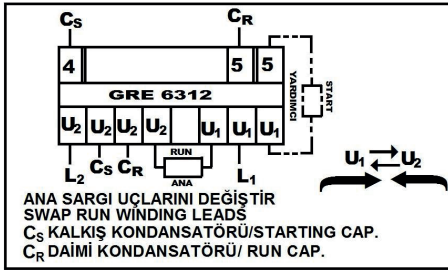 CS CR
4 5 5
GRE 6312
U2 U2 U2 U2 U1 U1 U1
YARDIMCI
START
RUN
L2 CS CR ANA L1
U1 U2
ANA SARGI UÇLARINI DEĞİŞTİR
SWAP RUN WINDING LEADS
CS KALKIŞ KONDANSATÖRÜ/STARTING CAP.
CR DAİMİ KONDANSATÖRÜ/ RUN CAP.